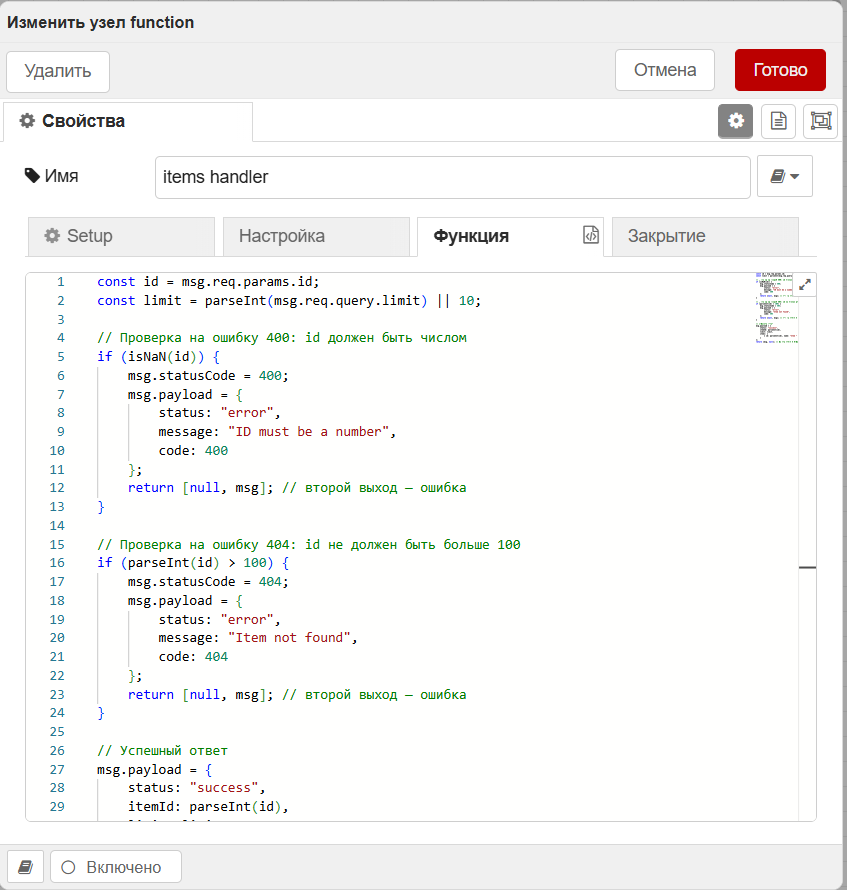 Изменить узел function
Удалить
Отмена
Готово
Свойства
Имя
items handler
Setup
Настройка
Функция
Закрытие
1 const id = msg.req.params.id;
2 const limit = parseInt(msg.req.query.limit) || 10;
3
4 // Проверка на ошибку 400: id должен быть числом
5 if (isNaN(id)) {
6 msg.statusCode = 400;
7 msg.payload = {
8 status: "error",
9 message: "ID must be a number",
10 code: 400
11 };
12 return [null, msg]; // второй выход — ошибка
13 }
14
15 // Проверка на ошибку 404: id не должен быть больше 100
16 if (parseInt(id) > 100) {
17 msg.statusCode = 404;
18 msg.payload = {
19 status: "error",
20 message: "Item not found",
21 code: 404
22 };
23 return [null, msg]; // второй выход — ошибка
24 }
25
26 // Успешный ответ
27 msg.payload = {
28 status: "success",
29 itemId: parseInt(id),
Включено